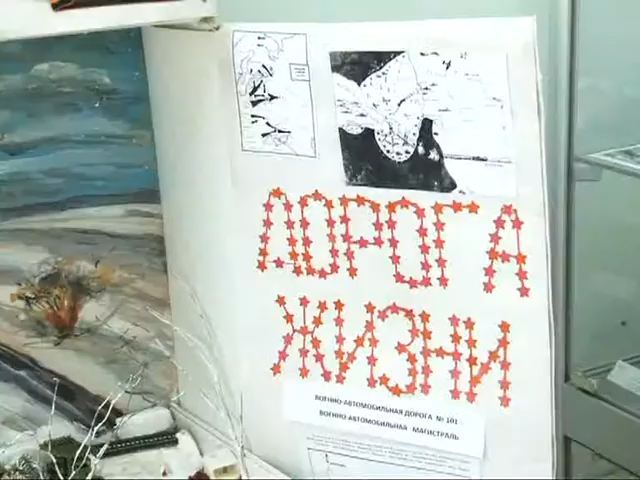 ДОРОГА
ЖИЗНИ
ВОЕННО-АВТОМОБИЛЬНАЯ ДОРОГА № 101
ВОЕННО-АВТОМОБИЛЬНАЯ МАГИСТРАЛЬ